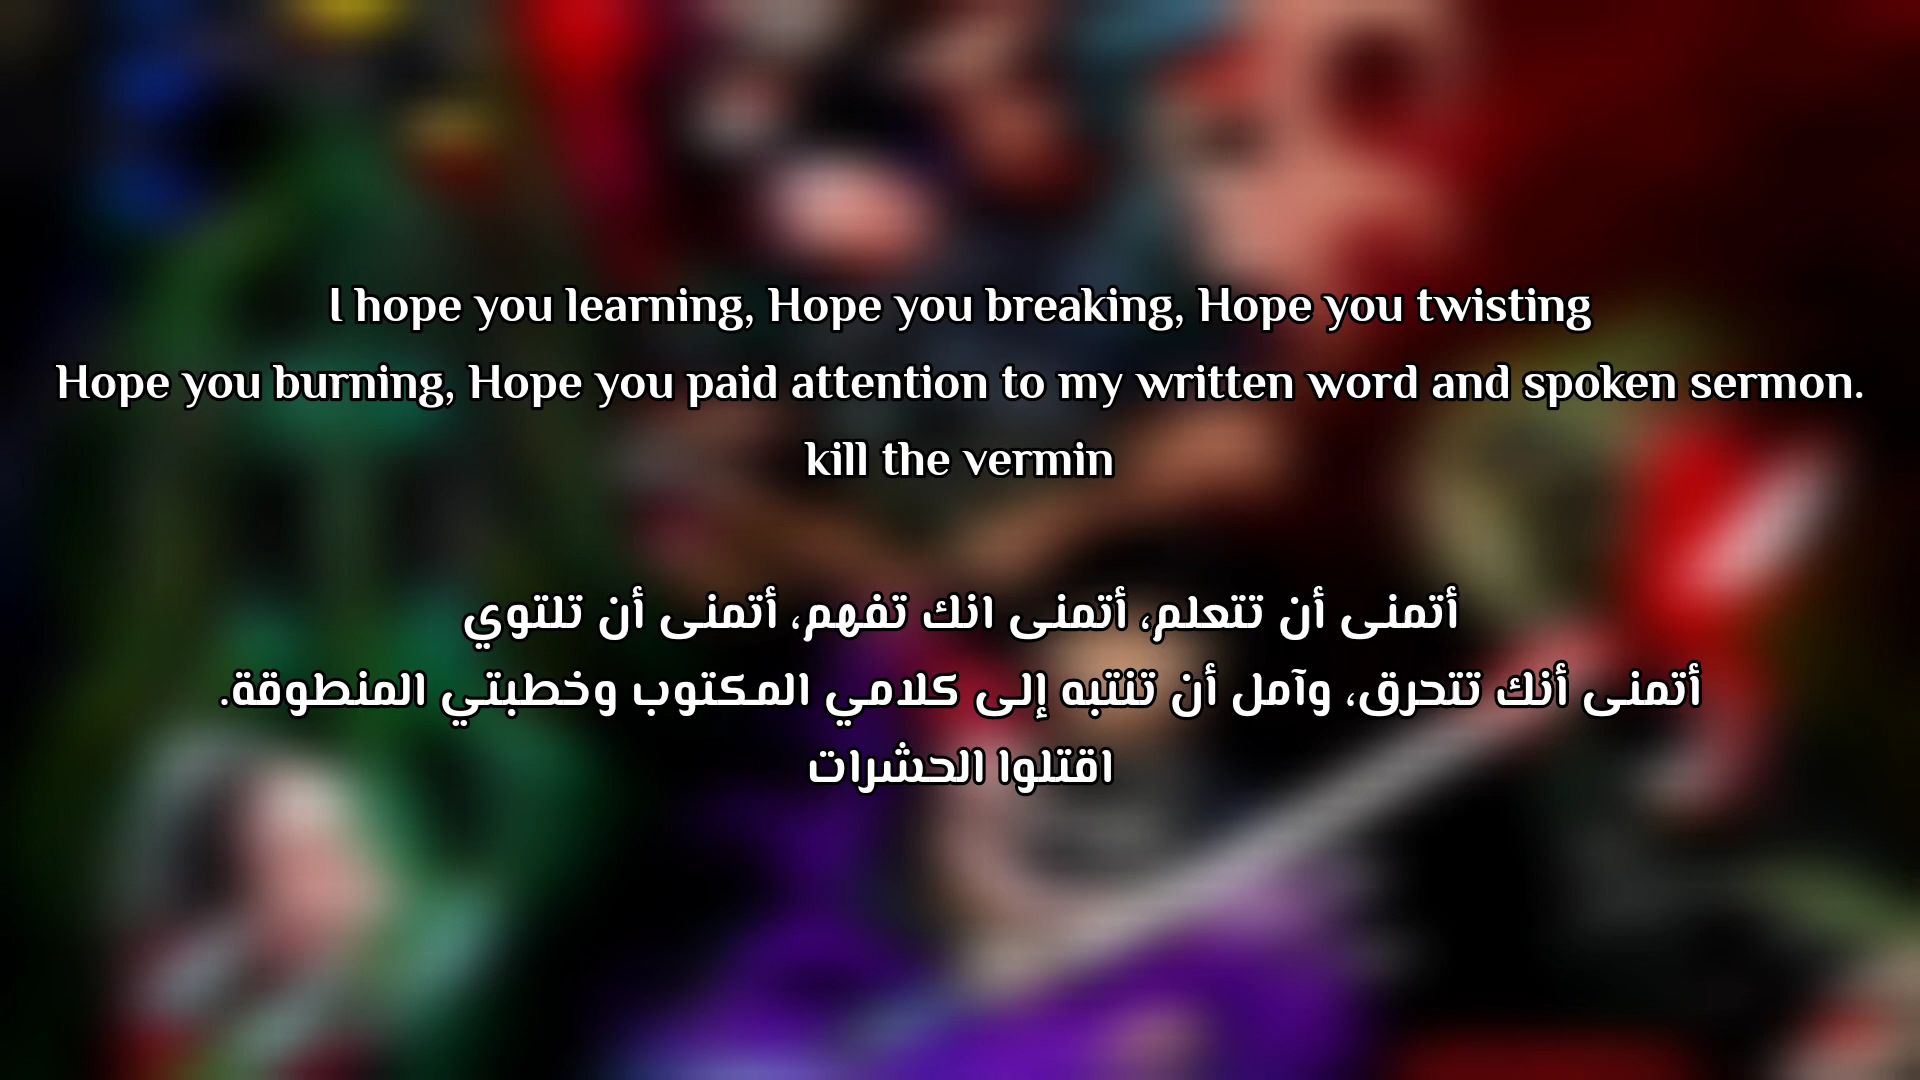 I hope you learning, Hope you breaking, Hope you twisting
Hope you burning, Hope you paid attention to my written word and spoken sermon.
kill the vermin
أتمنى أن تتعلم، أتمنى انك تفهم، أتمنى أن تلتوي
أتمنى أنك تتحرق، وآمل أن تنتبه إلى كلامي المكتوب وخطبتي المنطوقة.
اقتلوا الحشرات